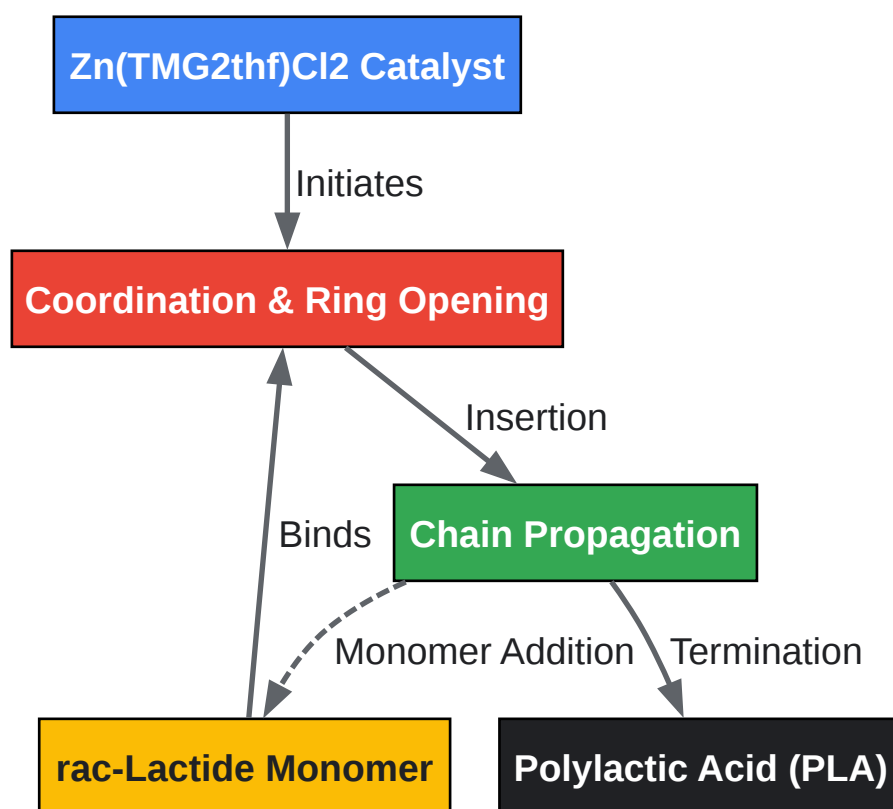 Zn(TMG2thf)Cl2 Catalyst
Initiates
Coordination & Ring Opening
Insertion
Binds
Chain Propagation
Monomer Addition
Termination
rac-Lactide Monomer
Polylactic Acid (PLA)